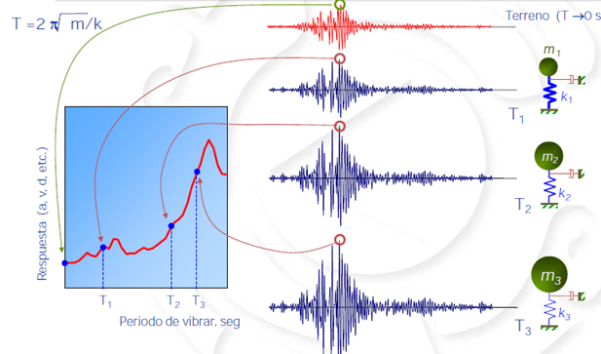 T = 2 π√m/k
Terreno (T → 0 s
m1
k1
T1
m2
k2
T2
m3
k3
T3
Respuesta (a, v, d, etc.)
T1 T2 T3
Periodo de vibrar, seg